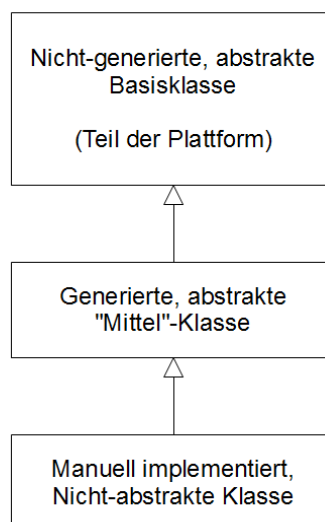 Nicht-generierte, abstrakte
Basisklasse
(Teil der Plattform)
Generierte, abstrakte
"Mittel"-Klasse
Manuell implementiert,
Nicht-abstrakte Klasse